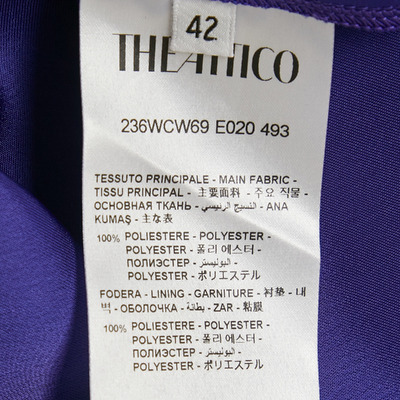 42
THEATTICO
236WCW69 E020 493
TESSUTO PRINCIPALE - MAIN FABRIC -
TISSU PRINCIPAL - 主要面料 - 주요 직물 -
ОСНОВНАЯ ТКАНЬ - النسيج الرئيسي - ANA
KUMAŞ - 主な表
100% POLIESTERE - POLYESTER -
POLYESTER - 폴리 에스터 -
ПОЛИЭСТЕР - البوليستر -
POLYESTER - ポリエステル
FODERA - LINING - GARNITURE - 衬垫 - 내
벽 - ОБОЛОЧКА - بطانة - ZAR - 粘膜
100% POLIESTERE - POLYESTER -
POLYESTER - 폴리 에스터 -
ПОЛИЭСТЕР - البوليستر -
POLYESTER - ポリエステル